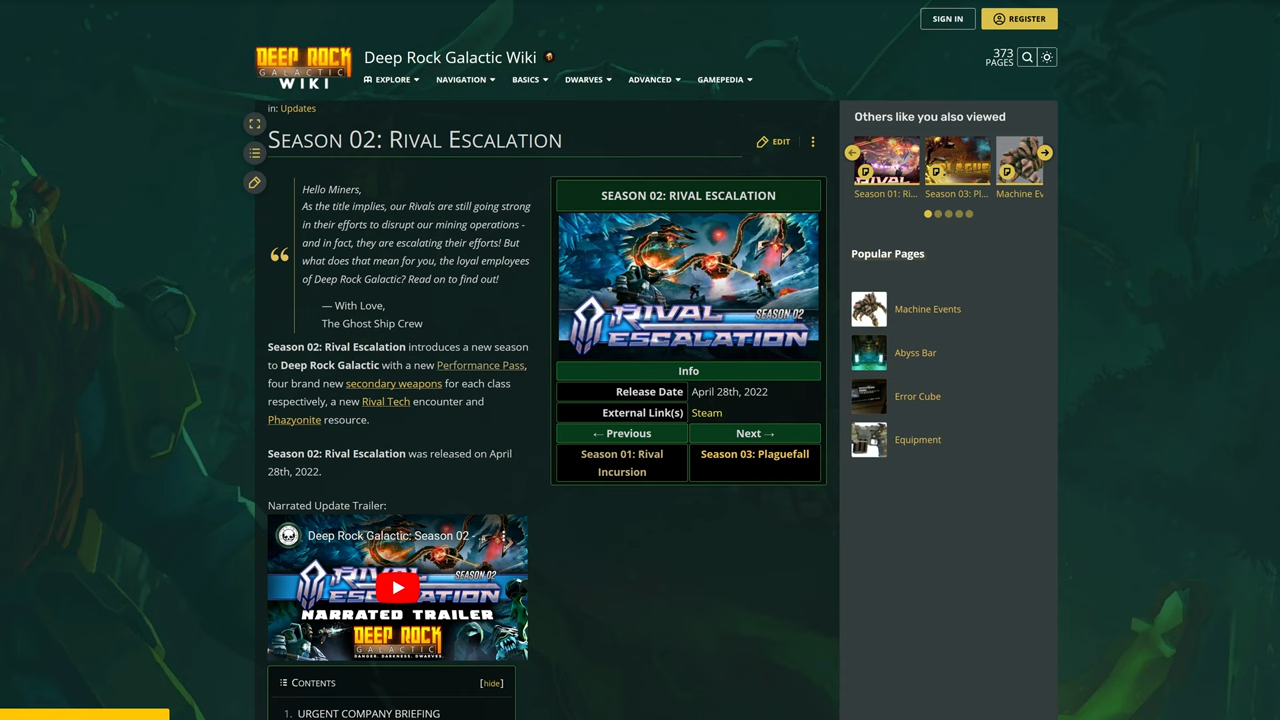 SIGN IN
REGISTER
DEEP ROCK
GALACTIC
WIKI
Deep Rock Galactic Wiki
373
PAGES
EXPLORE
NAVIGATION
BASICS
DWARVES
ADVANCED
GAMEPEDIA
in: Updates
SEASON 02: RIVAL ESCALATION
EDIT
Hello Miners,
As the title implies, our Rivals are still going strong
in their efforts to disrupt our mining operations -
and in fact, they are escalating their efforts! But
what does that mean for you, the loyal employees
of Deep Rock Galactic? Read on to find out!
— With Love,
The Ghost Ship Crew
Season 02: Rival Escalation introduces a new season
to Deep Rock Galactic with a new Performance Pass,
four brand new secondary weapons for each class
respectively, a new Rival Tech encounter and
Phazyonite resource.
Season 02: Rival Escalation was released on April
28th, 2022.
Narrated Update Trailer:
Deep Rock Galactic: Season 02 - ...
RIVAL
SEASON 02
NARRATED TRAILER
DEEP ROCK
GALACTIC
DANGER. DARKNESS. DWARVES.
CONTENTS
[hide]
1. URGENT COMPANY BRIEFING
SEASON 02: RIVAL ESCALATION
RIVAL
SEASON 02
ESCALATION
Info
Release Date April 28th, 2022
External Link(s) Steam
← Previous
Next →
Season 01: Rival
Incursion
Season 03: Plaguefall
Others like you also viewed
Season 01: Ri...
Season 03: Pl...
Machine Ev
Popular Pages
Machine Events
Abyss Bar
Error Cube
Equipment